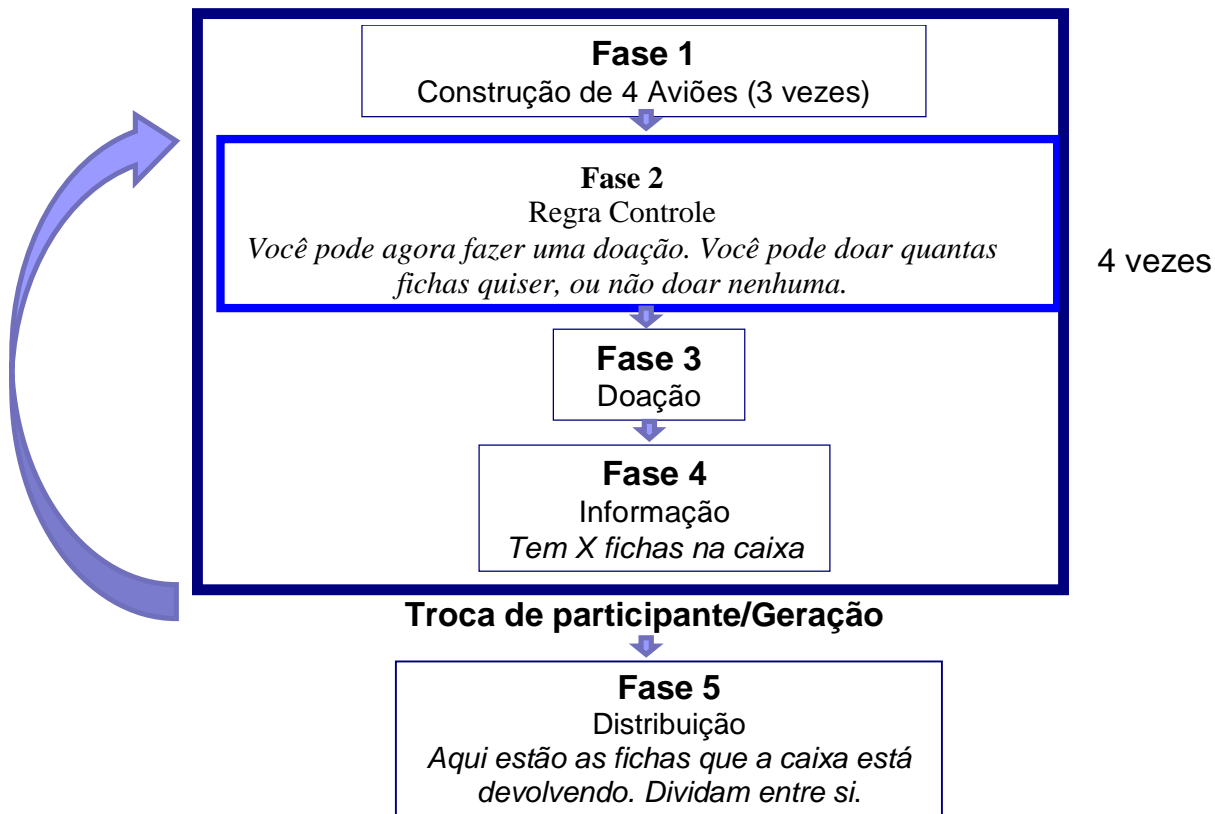 Fase 1
Construção de 4 Aviões (3 vezes)
Fase 2
Regra Controle
Você pode agora fazer uma doação. Você pode doar quantas
fichas quiser, ou não doar nenhuma.
4 vezes
Fase 3
Doação
Fase 4
Informação
Tem X fichas na caixa
Troca de participante/Geração
Fase 5
Distribuição
Aqui estão as fichas que a caixa está
devolvendo. Dividam entre si.